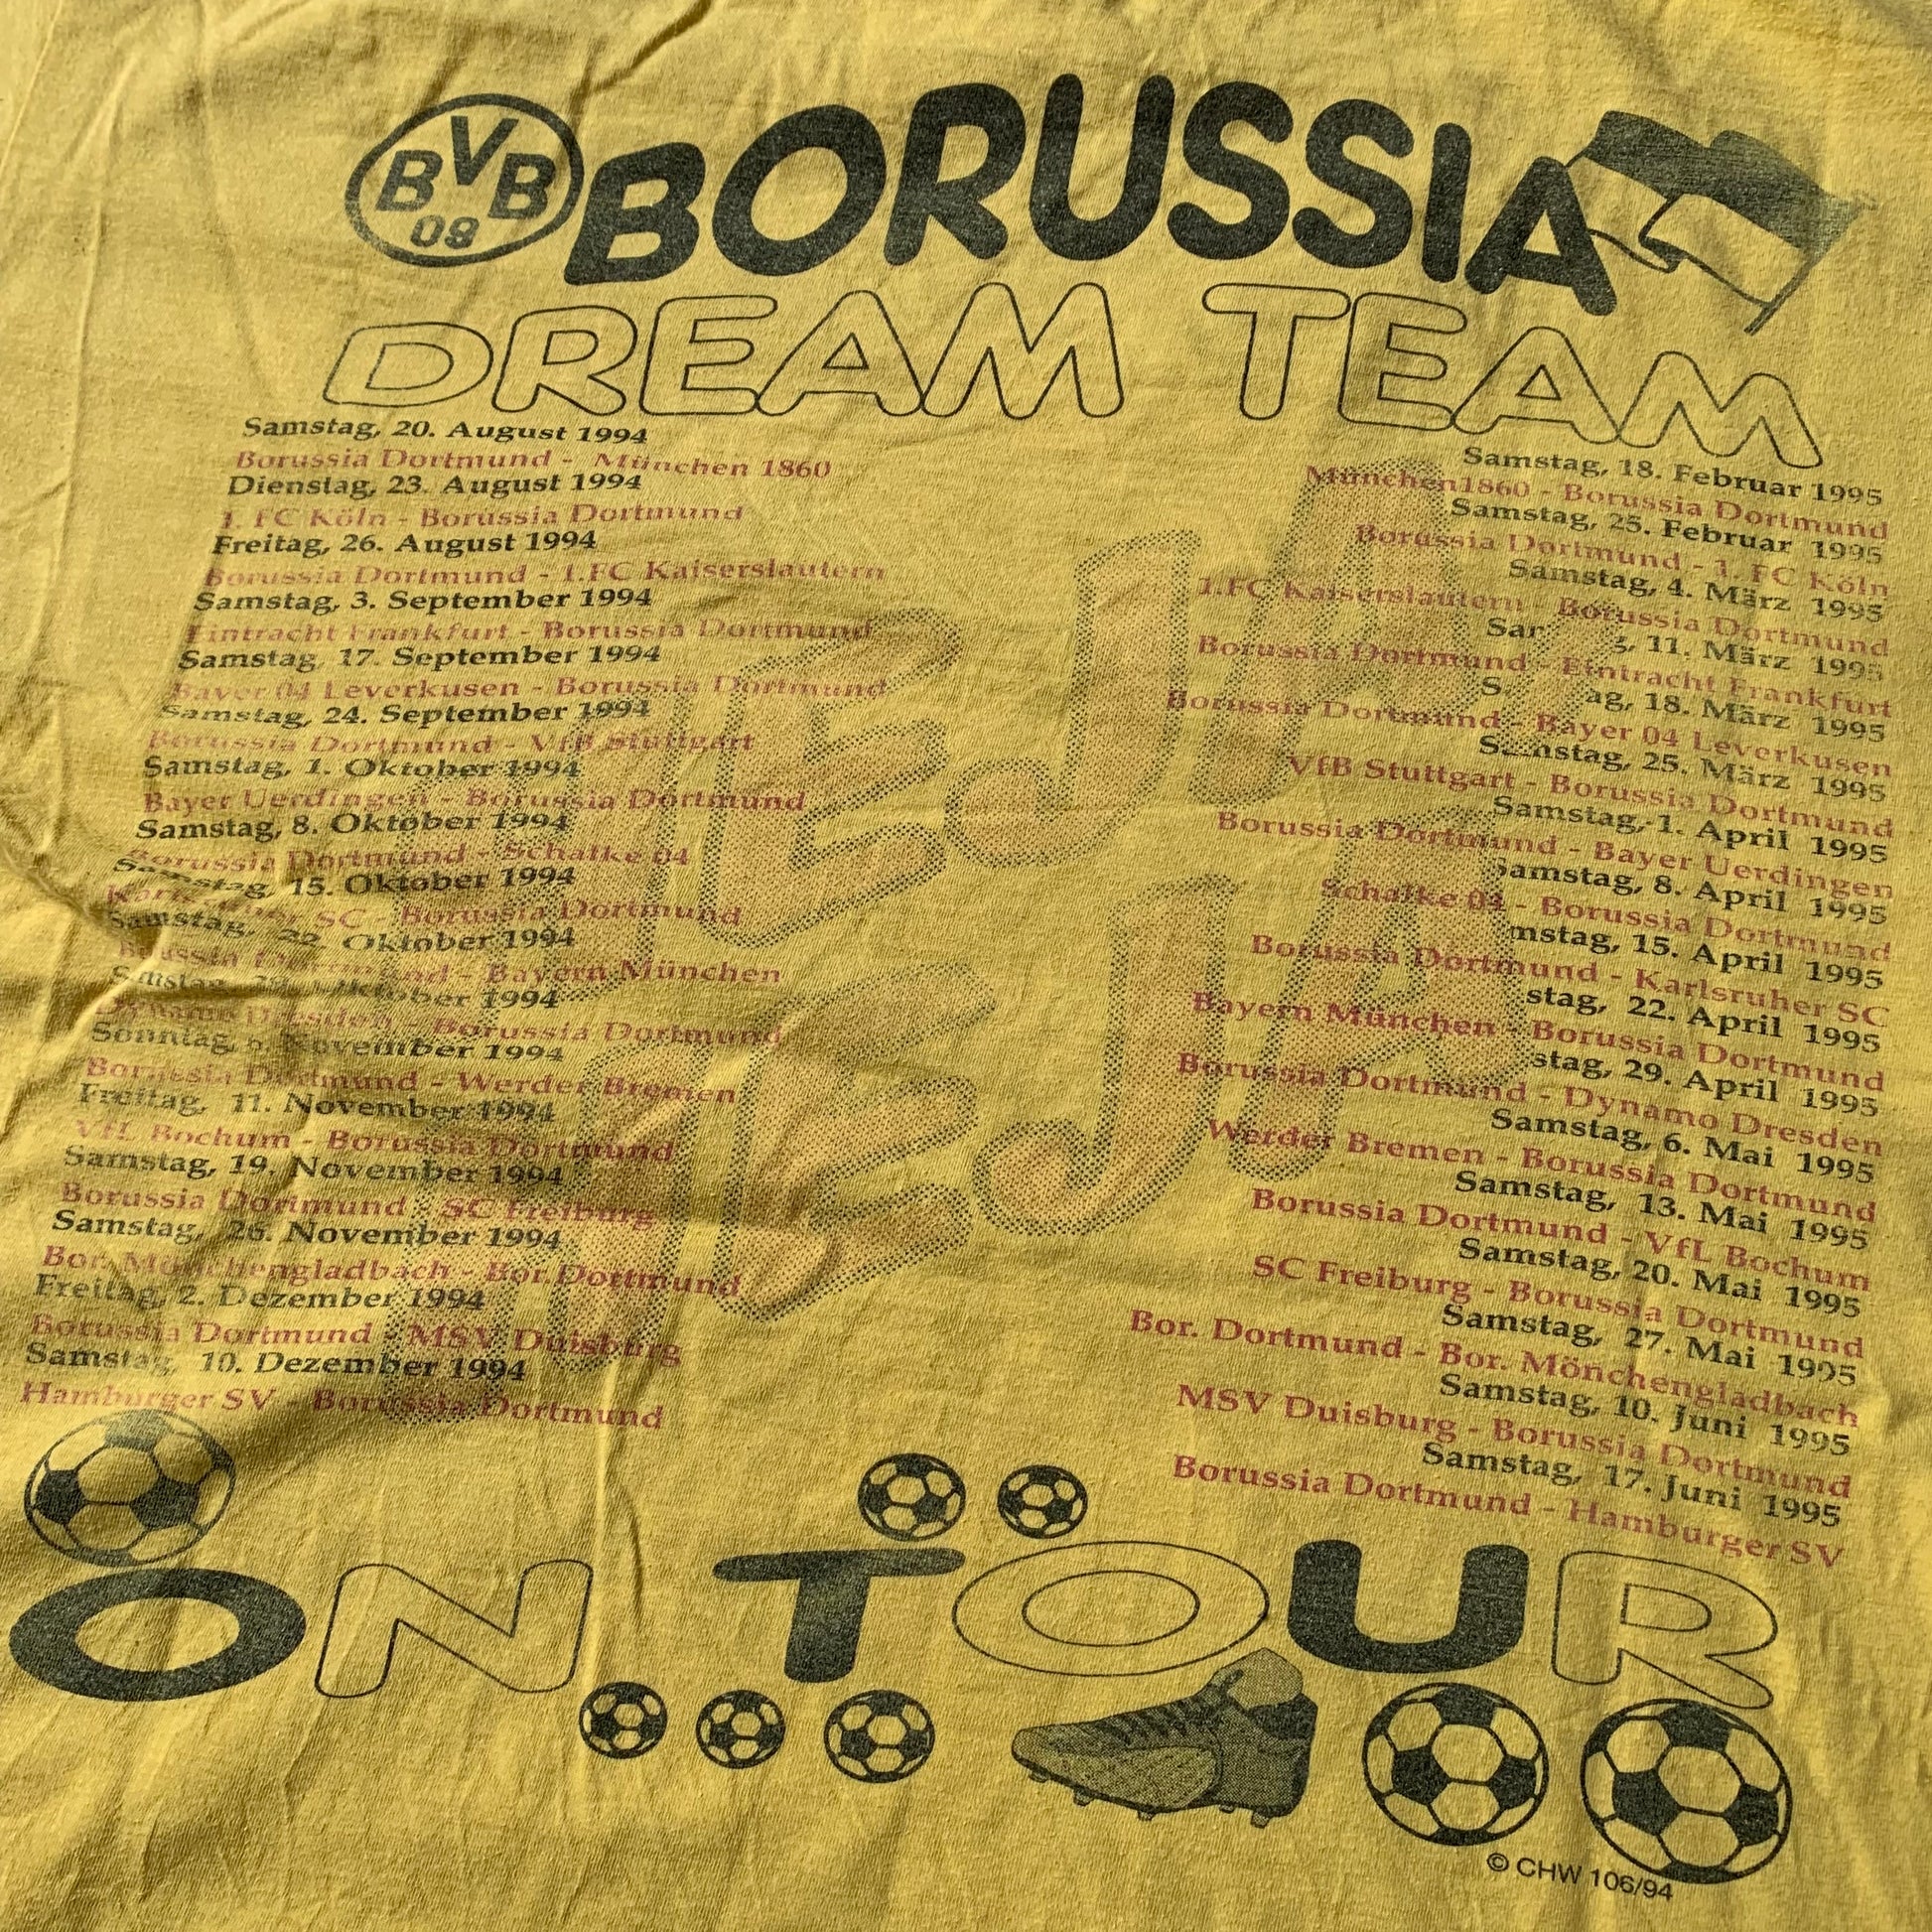 BVB
09
BORUSSIA
DREAM TEAM
Samstag, 20. August 1994
Borussia Dortmund - München 1860
Dienstag, 23. August 1994
1. FC Köln - Borussia Dortmund
Freitag, 26. August 1994
Borussia Dortmund - 1.FC Kaiserslautern
Samstag, 3. September 1994
Eintracht Frankfurt - Borussia Dortmund
Samstag, 17. September 1994
Bayer 04 Leverkusen - Borussia Dortmund
Samstag, 24. September 1994
Borussia Dortmund - VfB Stuttgart
Samstag, 1. Oktober 1994
Bayer Uerdingen - Borussia Dortmund
Samstag, 8. Oktober 1994
Borussia Dortmund - Schalke 04
Samstag, 15. Oktober 1994
Karlsruher SC - Borussia Dortmund
Samstag, 22. Oktober 1994
Borussia Dortmund - Bayern München
Samstag, 29. Oktober 1994
Dynamo Dresden - Borussia Dortmund
Sonntag, 6. November 1994
Borussia Dortmund - Werder Bremen
Freitag, 11. November 1994
VfL Bochum - Borussia Dortmund
Samstag, 19. November 1994
Borussia Dortmund - SC Freiburg
Samstag, 26. November 1994
Bor. Mönchengladbach - Bor. Dortmund
Freitag, 2. Dezember 1994
Borussia Dortmund - MSV Duisburg
Samstag, 10. Dezember 1994
Hamburger SV - Borussia Dortmund
Samstag, 18. Februar 1995
München1860 - Borussia Dortmund
Samstag, 25. Februar 1995
Borussia Dortmund - 1. FC Köln
Samstag, 4. März 1995
1.FC Kaiserslautern - Borussia Dortmund
Sam g, 11. März 1995
Borussia Dortmund - Eintracht Frankfurt
S ag, 18. März 1995
Borussia Dortmund - Bayer 04 Leverkusen
Samstag, 25. März 1995
VfB Stuttgart - Borussia Dortmund
Samstag, 1. April 1995
Borussia Dortmund - Bayer Uerdingen
Samstag, 8. April 1995
Schalke 04 - Borussia Dortmund
mstag, 15. April 1995
Borussia Dortmund - Karlsruher SC
stag, 22. April 1995
Bayern München - Borussia Dortmund
stag, 29. April 1995
Borussia Dortmund - Dynamo Dresden
Samstag, 6. Mai 1995
Werder Bremen - Borussia Dortmund
Samstag, 13. Mai 1995
Borussia Dortmund - VfL Bochum
Samstag, 20. Mai 1995
SC Freiburg - Borussia Dortmund
Samstag, 27. Mai 1995
Bor. Dortmund - Bor. Mönchengladbach
Samstag, 10. Juni 1995
MSV Duisburg - Borussia Dortmund
Samstag, 17. Juni 1995
Borussia Dortmund - Hamburger SV
HEJA
HEJA
ON TOUR
© CHW 106/94